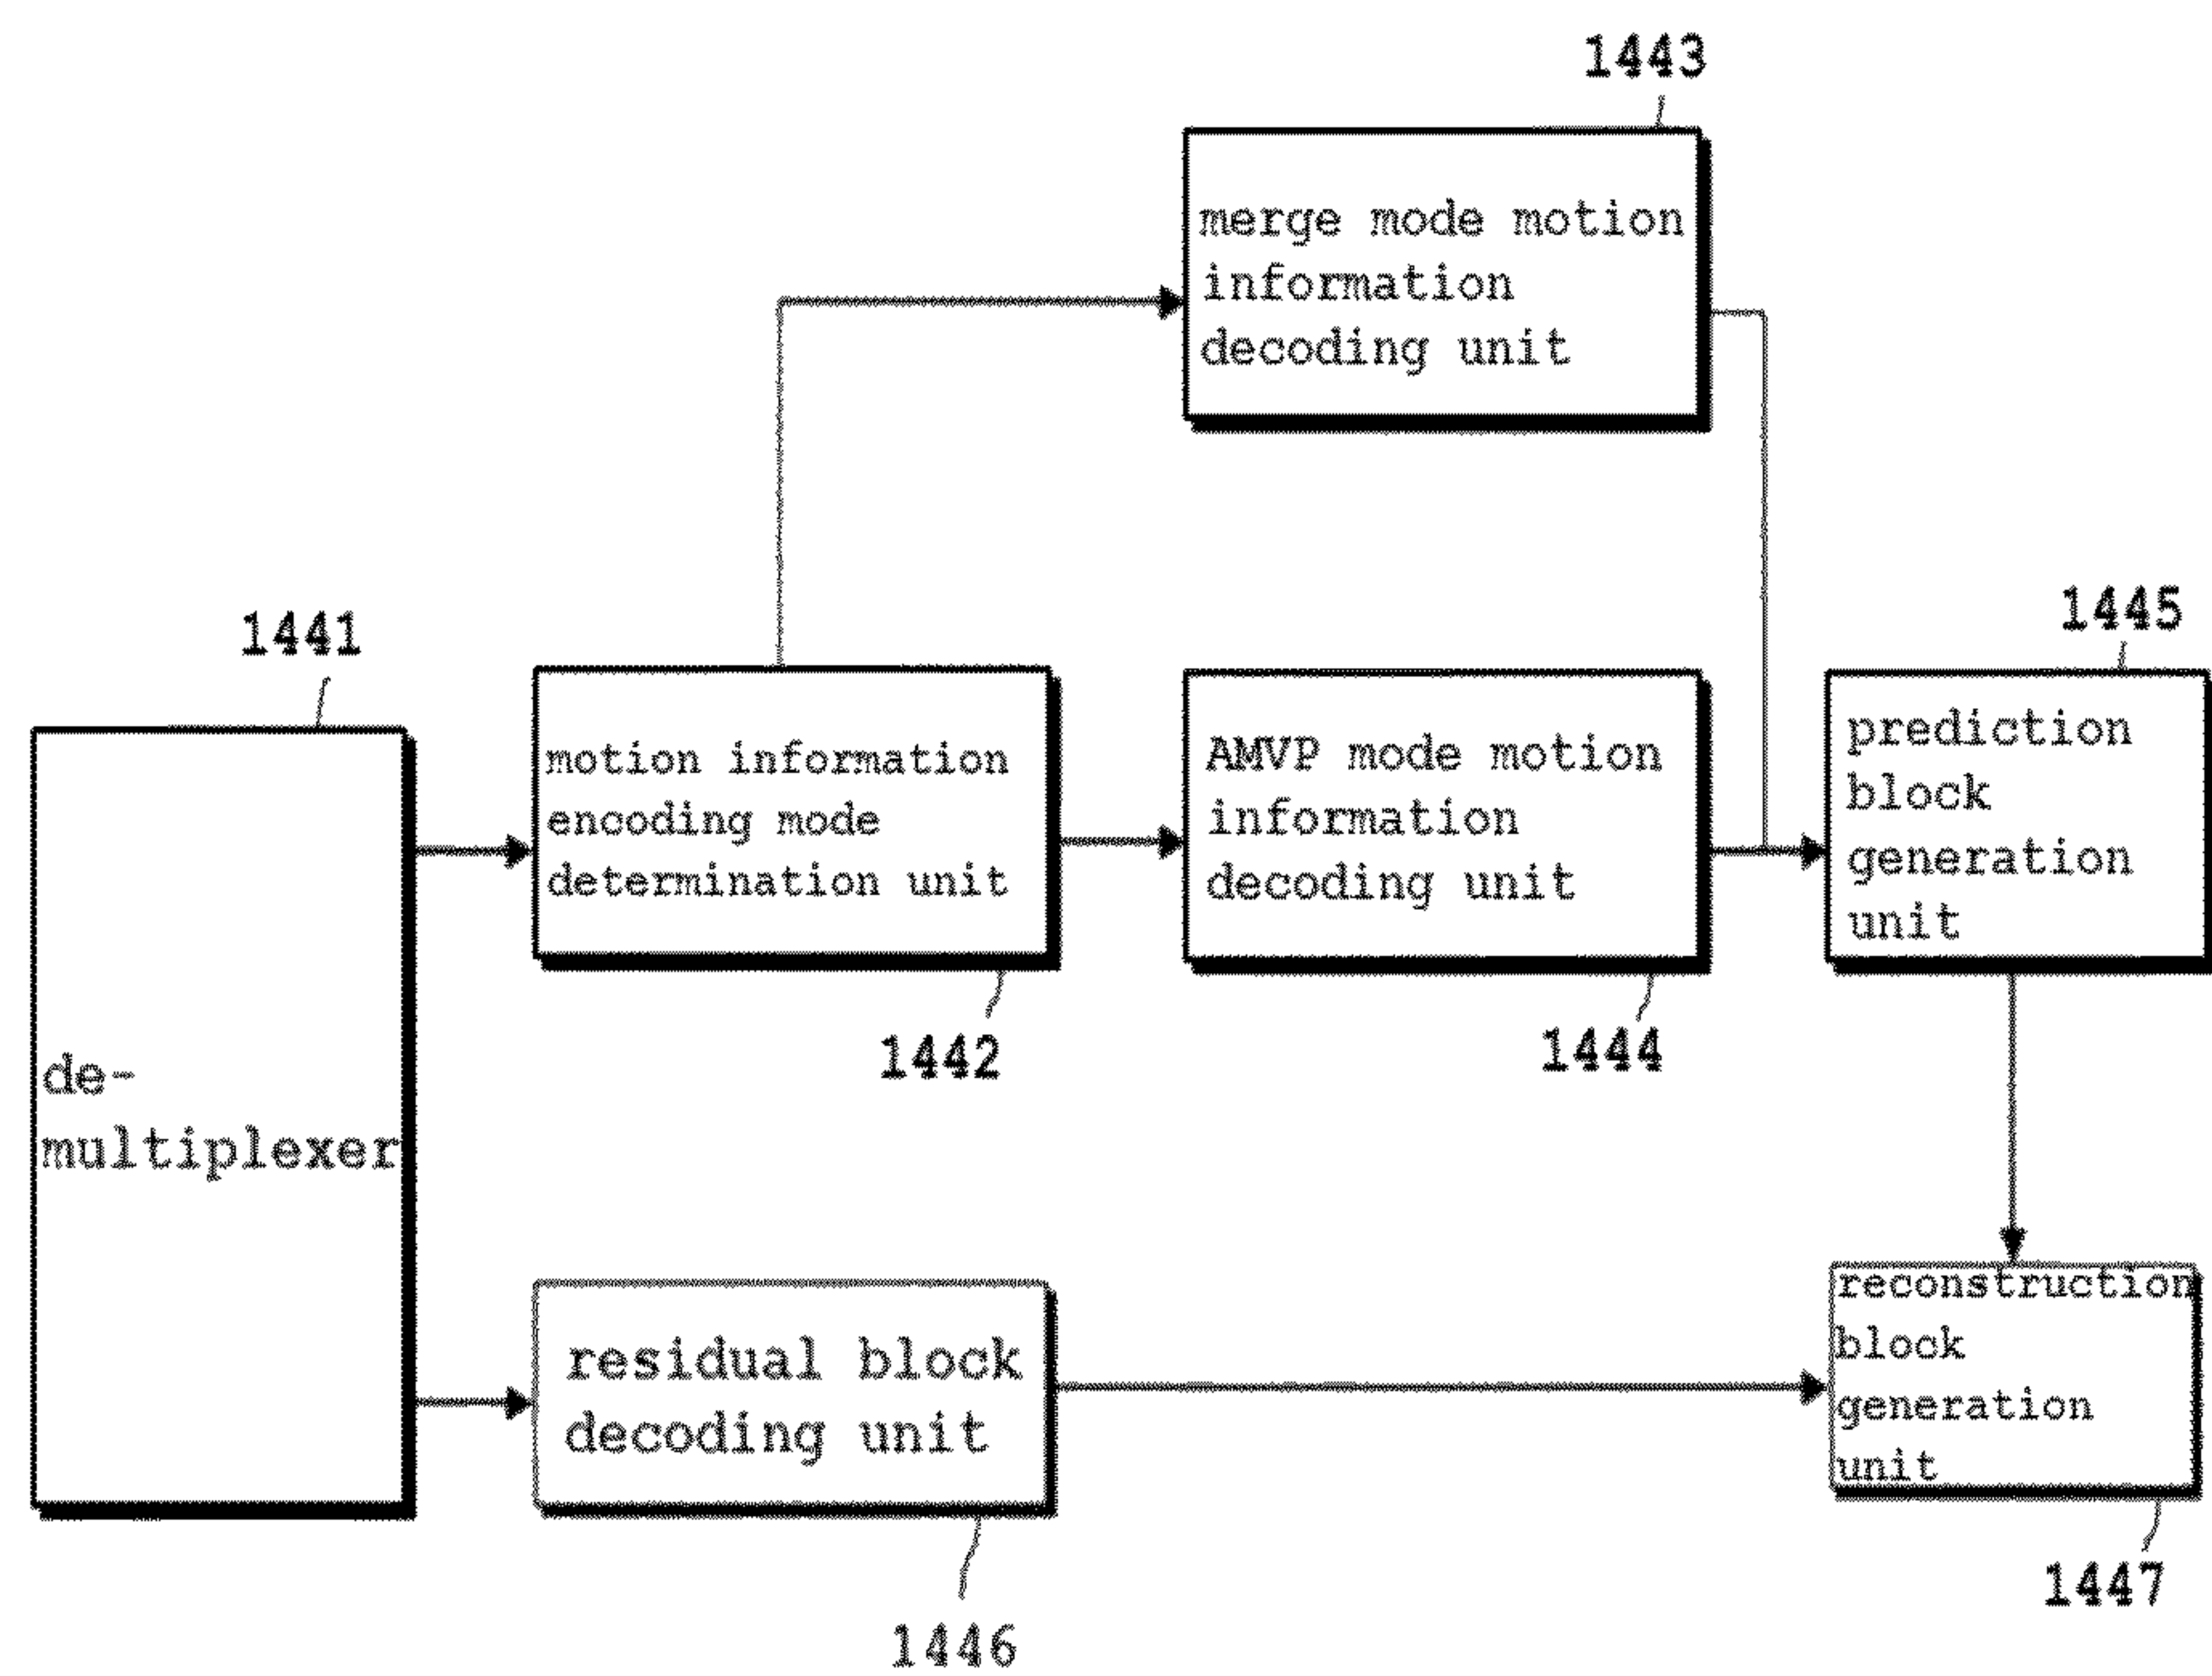 1443
merge mode motion
information
decoding unit
1441
de-
multiplexer
motion information
encoding mode
determination unit
1442
AMVP mode motion
information
decoding unit
1444
1445
prediction
block
generation
unit
residual block
decoding unit
1446
reconstruction
block
generation
unit
1447